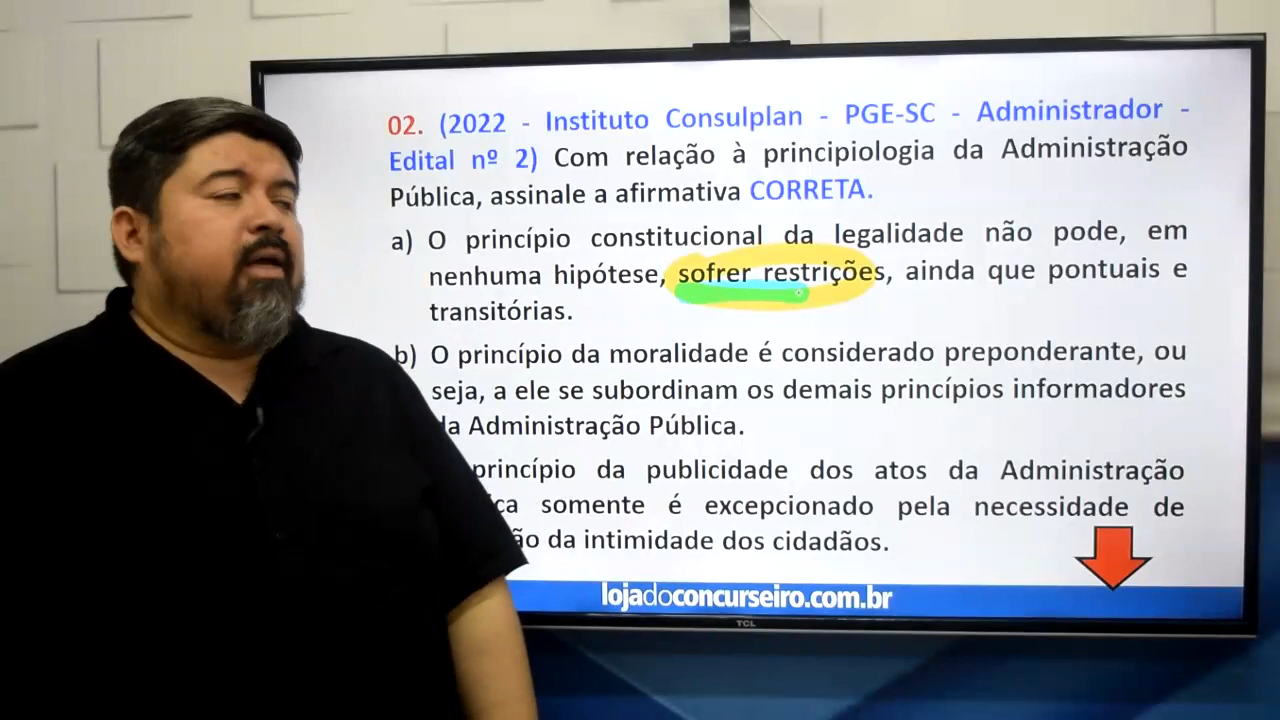 02. (2022 - Instituto Consulplan - PGE-SC - Administrador -
Edital nº 2) Com relação à principiologia da Administração
Pública, assinale a afirmativa CORRETA.
a) O princípio constitucional da legalidade não pode, em
nenhuma hipótese, sofrer restrições, ainda que pontuais e
transitórias.
b) O princípio da moralidade é considerado preponderante, ou
seja, a ele se subordinam os demais princípios informadores
da Administração Pública.
princípio da publicidade dos atos da Administração
somente é excepcionado pela necessidade de
da intimidade dos cidadãos.
lojadoconcurseiro.com.br
TCL